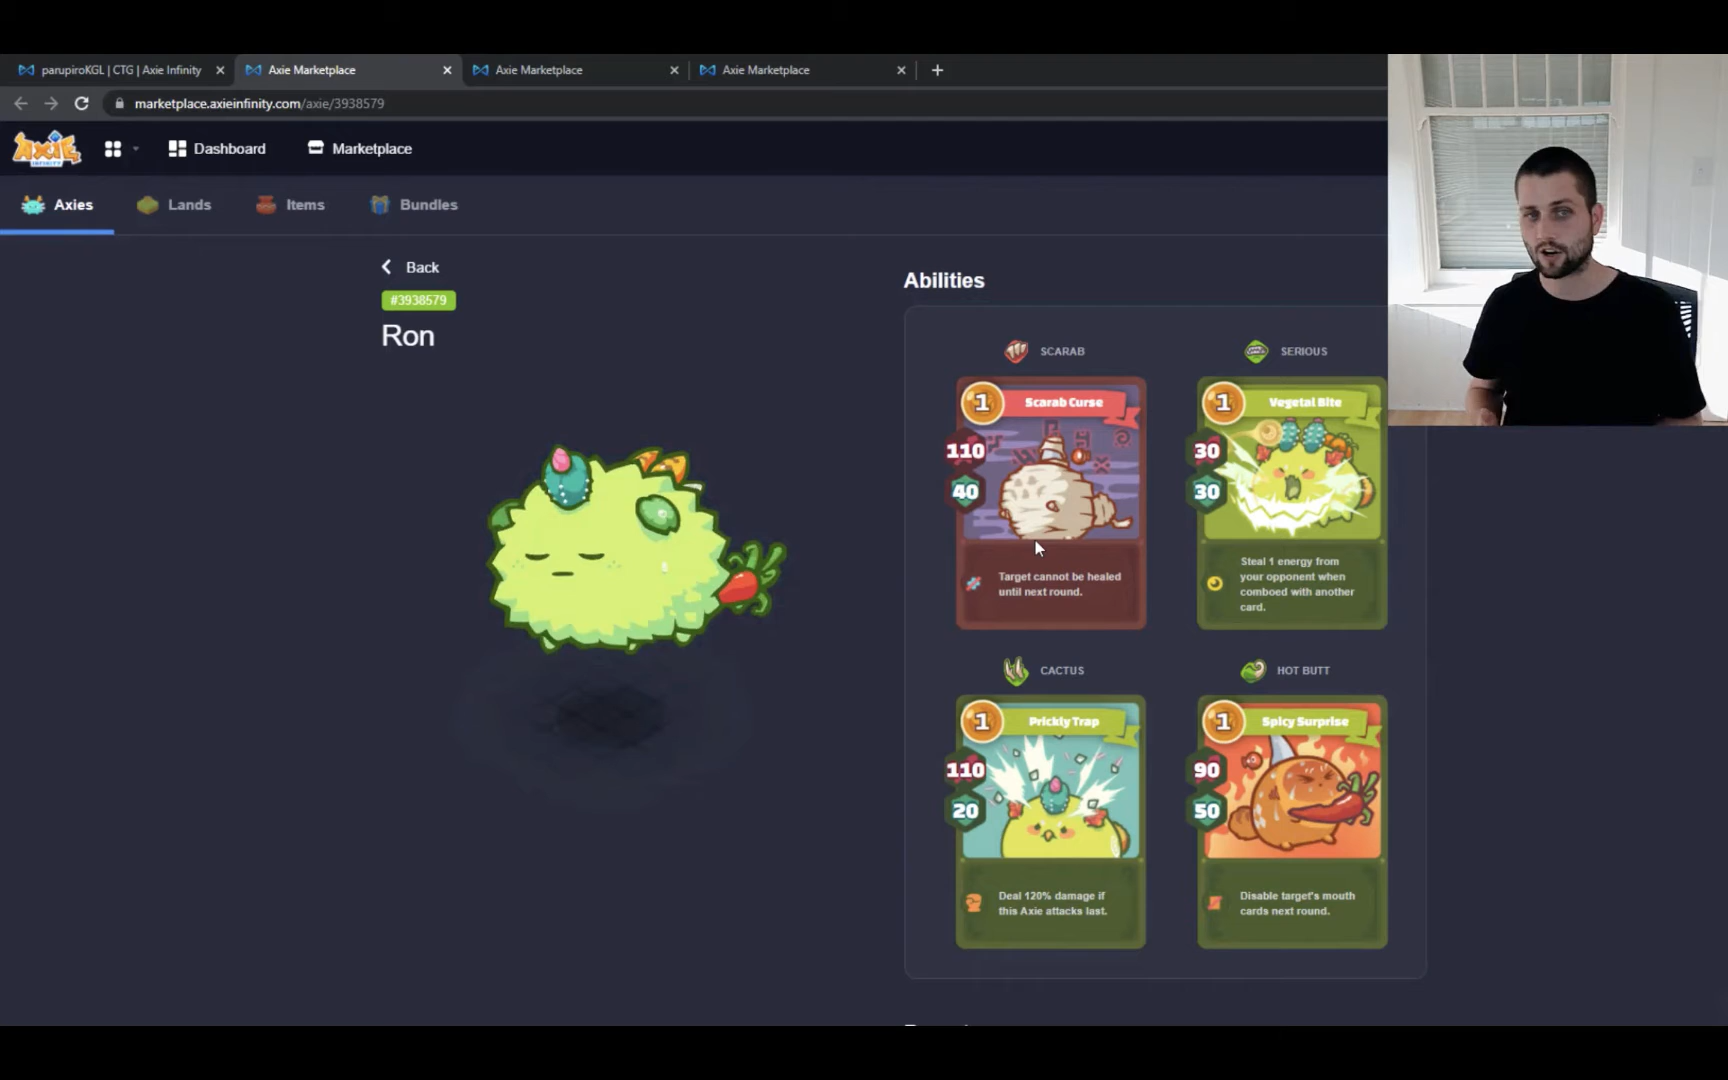 parupiroKGL | CTG | Axie Infinity
Axie Marketplace
Axie Marketplace
Axie Marketplace
marketplace.axieinfinity.com/axie/3938579
AXIE
INFINITY
Dashboard
Marketplace
Axies
Lands
Items
Bundles
Back
#3938579
Ron
Abilities
SCARAB
1
Scarab Curse
110
40
Target cannot be healed
until next round.
SERIOUS
1
Vegetal Bite
30
30
Steal 1 energy from
your opponent when
comboed with another
card.
CACTUS
1
Prickly Trap
110
20
Deal 120% damage if
this Axie attacks last.
HOT BUTT
1
Spicy Surprise
90
50
Disable target's mouth
cards next round.